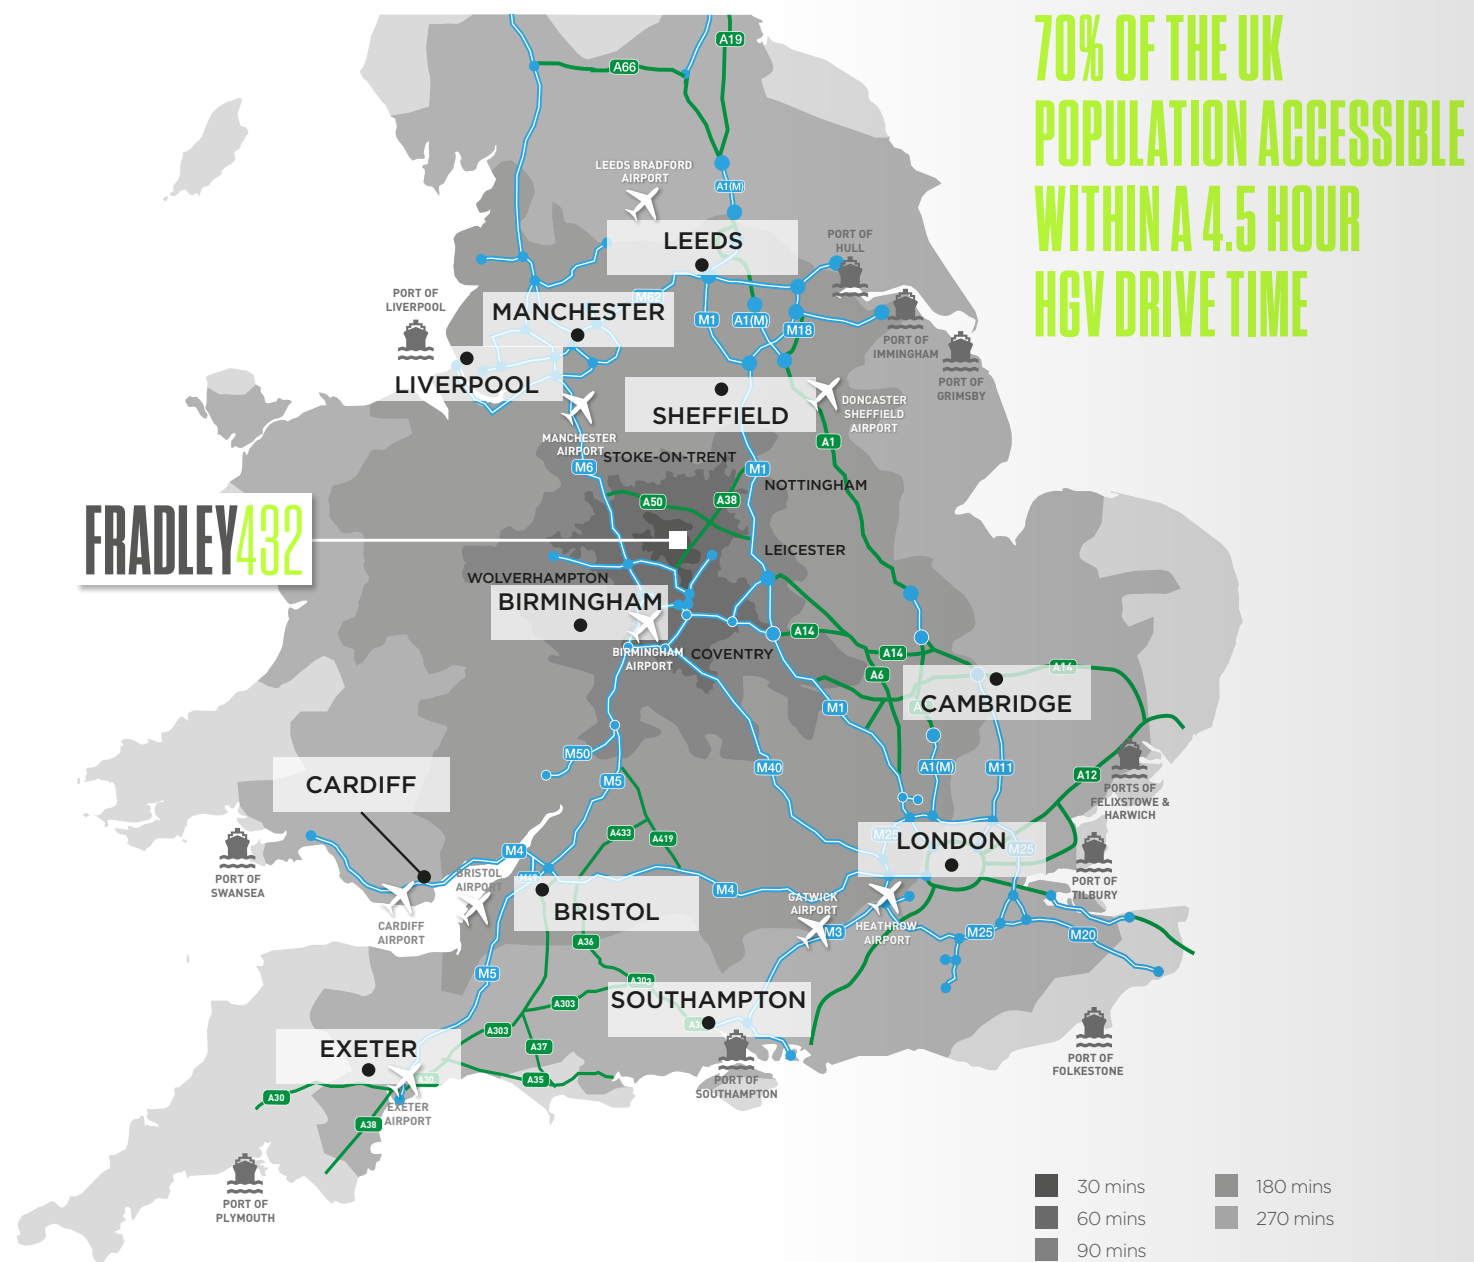 70% OF THE UK
POPULATION ACCESSIBLE
WITHIN A 4.5 HOUR
HGV DRIVE TIME
A19
A66
LEEDS BRADFORD
AIRPORT
A1(M)
LEEDS
PORT OF
HULL
PORT OF
LIVERPOOL
M62
MANCHESTER
M1
A1(M)
M18
PORT OF
IMMINGHAM
LIVERPOOL
PORT OF
GRIMSBY
SHEFFIELD
DONCASTER
SHEFFIELD
AIRPORT
MANCHESTER
AIRPORT
A1
STOKE-ON-TRENT
M6
M1
NOTTINGHAM
A50
A38
FRADLEY432
LEICESTER
WOLVERHAMPTON
BIRMINGHAM
A14
BIRMINGHAM
AIRPORT
COVENTRY
A14
A14
A6
CAMBRIDGE
M1
M50
M5
M40
A1(M)
M11
A12
CARDIFF
PORTS OF
FELIXSTOWE &
HARWICH
A433
A419
M25
LONDON
M25
M4
BRISTOL
AIRPORT
M49
PORT OF
SWANSEA
M4
PORT OF
TILBURY
GATWICK
AIRPORT
BRISTOL
CARDIFF
AIRPORT
M3
HEATHROW
AIRPORT
M25
M20
A36
M5
A303
SOUTHAMPTON
A303
A303
EXETER
A37
A35
A30
PORT OF
FOLKESTONE
PORT OF
SOUTHAMPTON
A30
EXETER
AIRPORT
A38
PORT OF
PLYMOUTH
30 mins
180 mins
60 mins
270 mins
90 mins